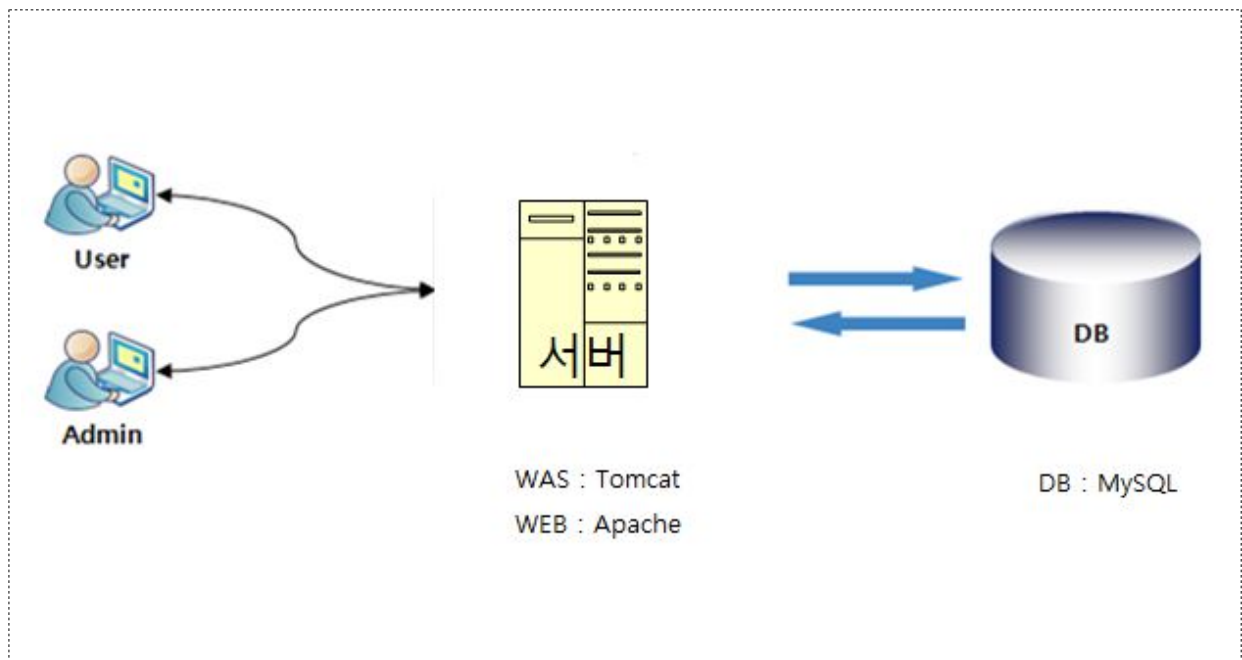 User
Admin
서버
WAS : Tomcat
WEB : Apache
DB
DB : MySQL